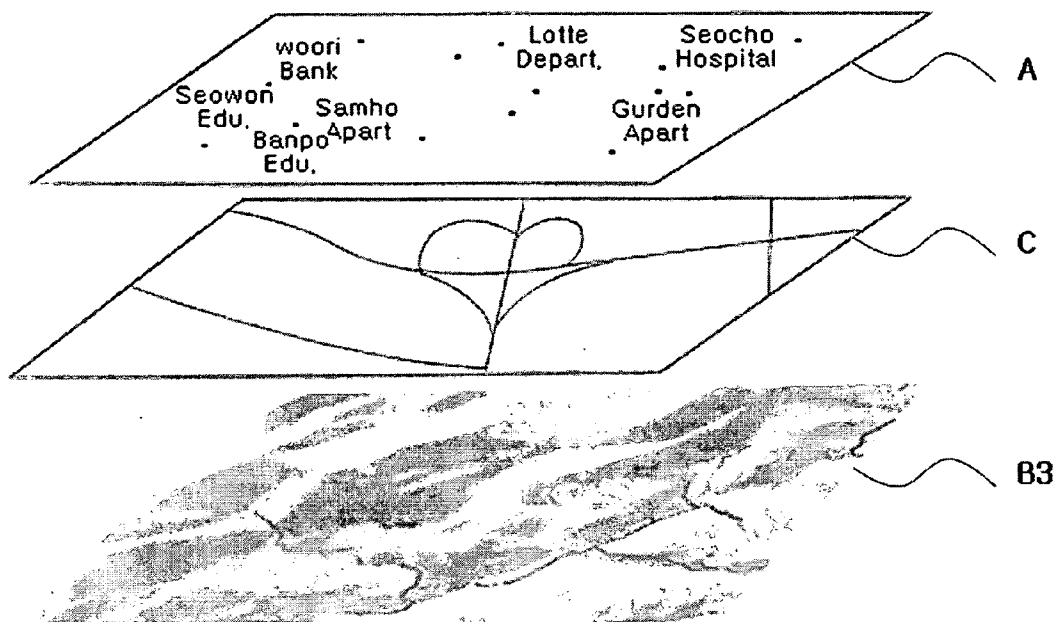 woori
Bank
Lotte
Depart.
Seocho
Hospital
A
Seowon
Edu.
Samho
Apart
Banpo
Edu.
Gurden
Apart
C
B3